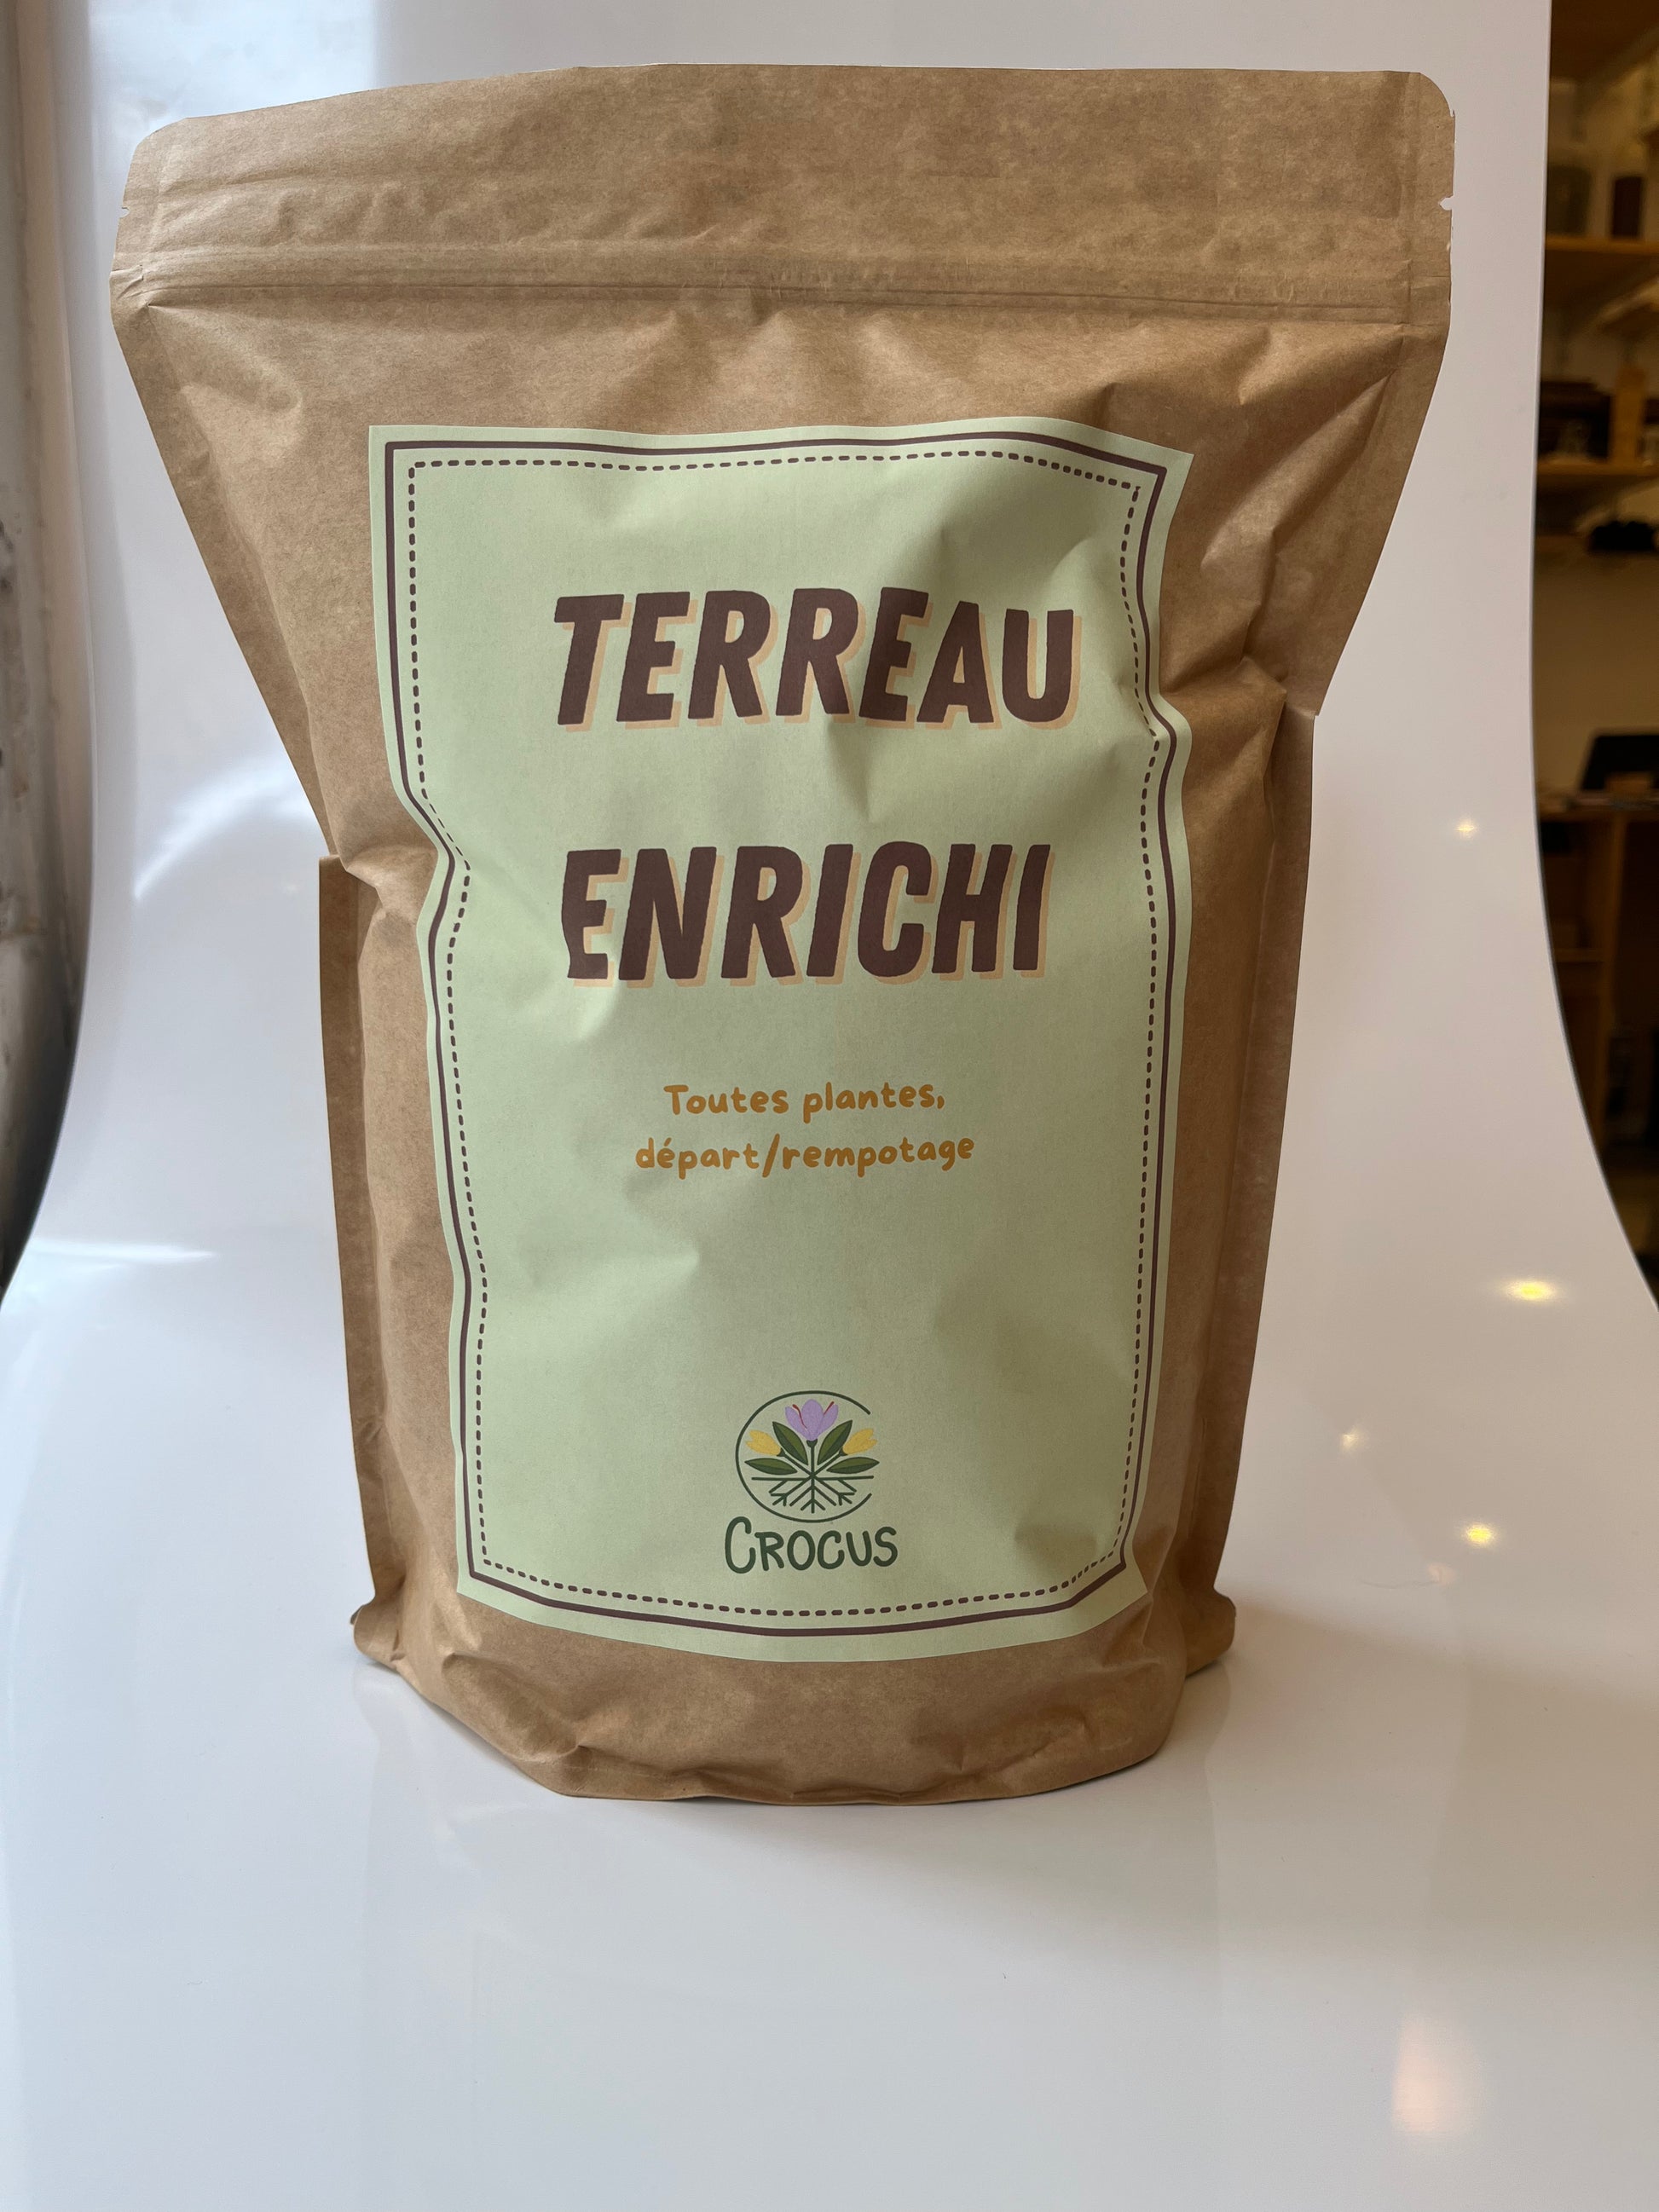 TERREAU
ENRICHI
Toutes plantes,
départ/rempotage
CROCUS